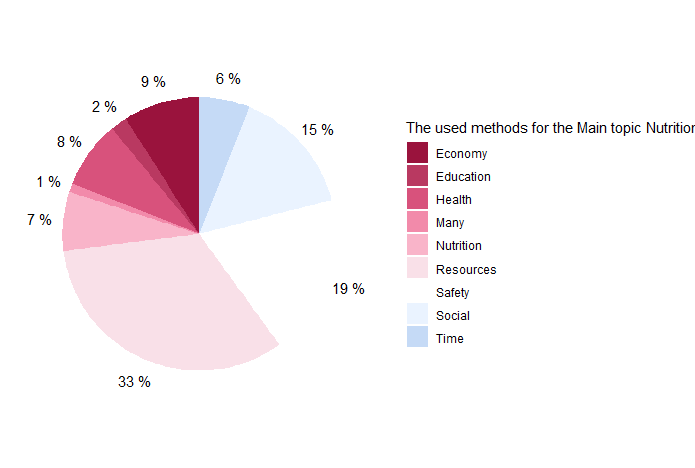 9 %
6 %
2 %
15 %
8 %
1 %
7 %
19 %
33 %
The used methods for the Main topic Nutrition
Economy
Education
Health
Many
Nutrition
Resources
Safety
Social
Time